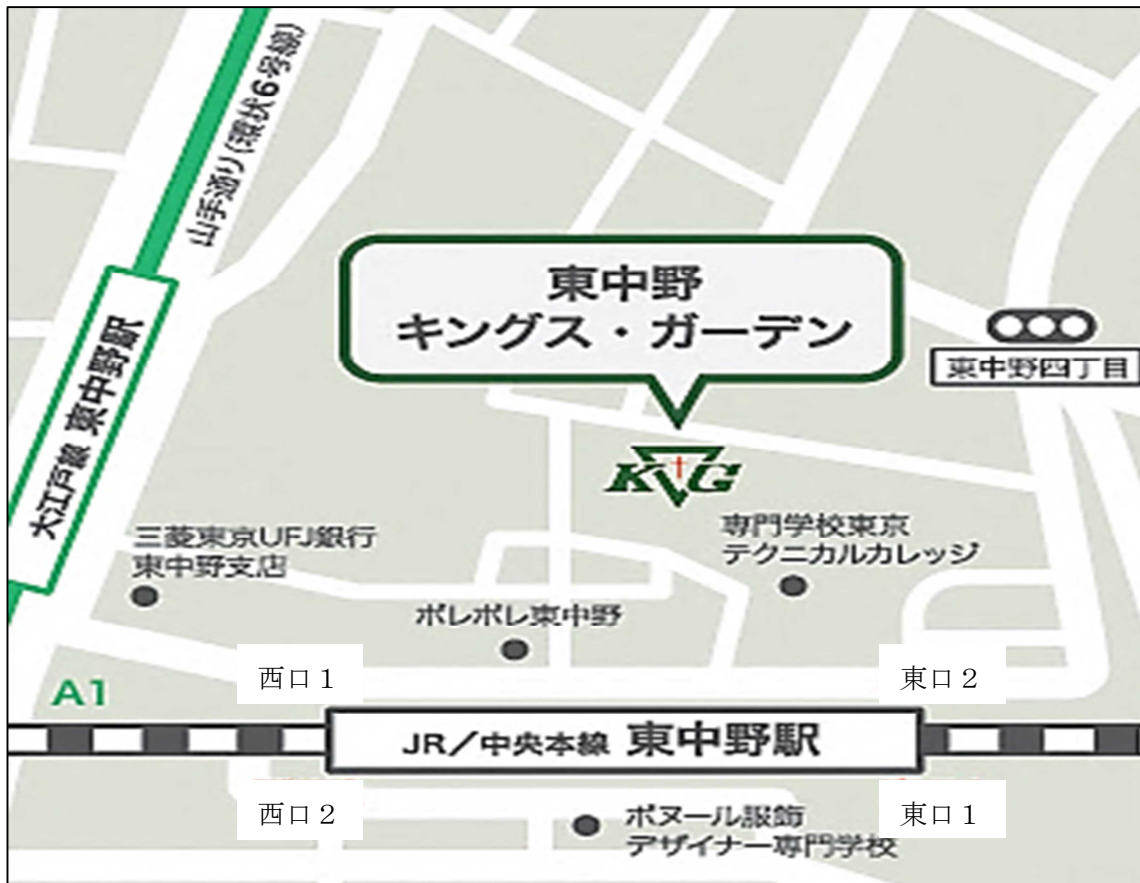 山手通り(環状6号線)
東中野
キングス・ガーデン
東中野四丁目
大江戸線 東中野駅
KG
三菱東京UFJ銀行
東中野支店
専門学校東京
テクニカルカレッジ
ポレポレ東中野
西口1
東口2
A1
JR/中央本線 東中野駅
西口2
東口1
ボヌール服飾
デザイナー専門学校